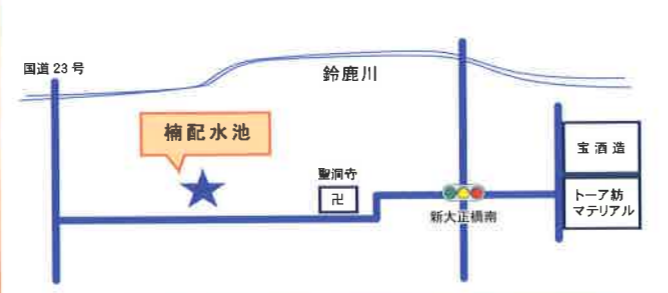 国道23号
鈴鹿川
楠配水池
宝酒造
聖洞寺
卍
トーア紡
マテリアル
新大正橋南